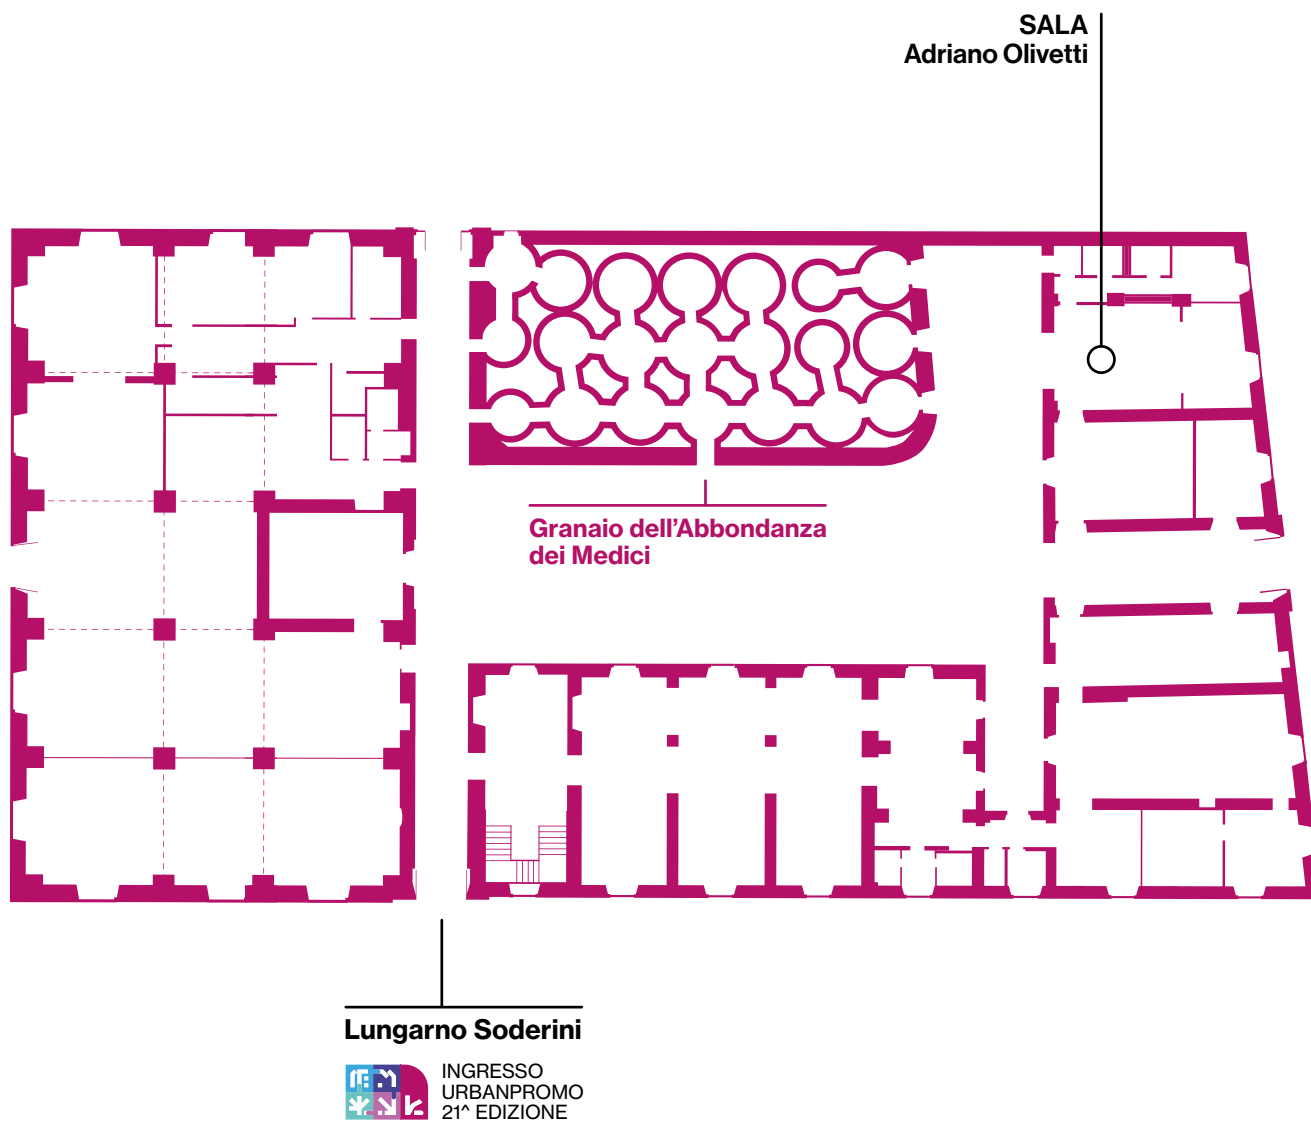 SALA
Adriano Olivetti
Granaio dell'Abbondanza
dei Medici
Lungarno Soderini
INGRESSO
URBANPROMO
21^ EDIZIONE